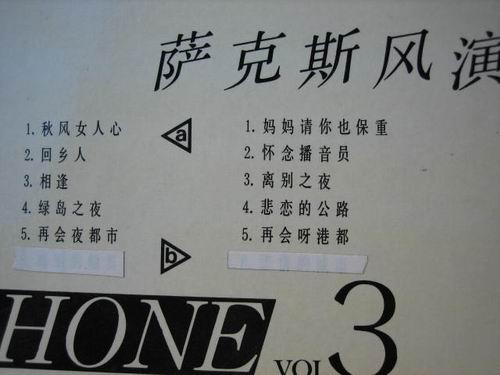 萨克斯风演
1.秋风女人心
2.回乡人
3.相逢
4.绿岛之夜
5.再会夜都市
a
b
1.妈妈请你也保重
2.怀念播音员
3.离别之夜
4.悲恋的公路
5.再会呀港都
HONE
VOL 3